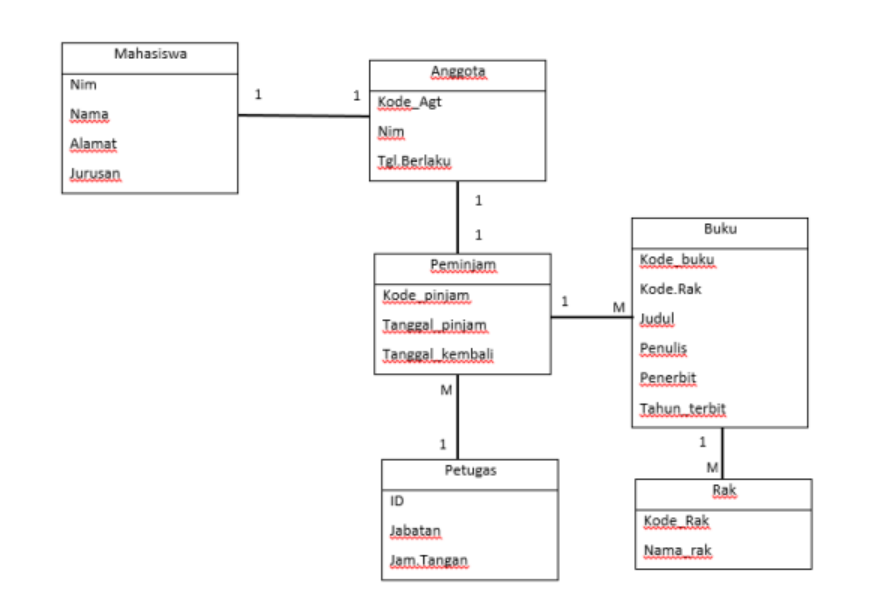 Mahasiswa
Nim
Nama
Alamat
Jurusan
1
1
Anggota
Kode_Agt
Nim
Tgl.Berlaku
1
1
Peminjam
Kode_pinjam
Tanggal_pinjam
Tanggal_kembali
1
M
Buku
Kode_buku
Kode.Rak
Judul
Penulis
Penerbit
Tahun_terbit
M
1
Petugas
ID
Jabatan
Jam.Tangan
1
M
Rak
Kode_Rak
Nama_rak